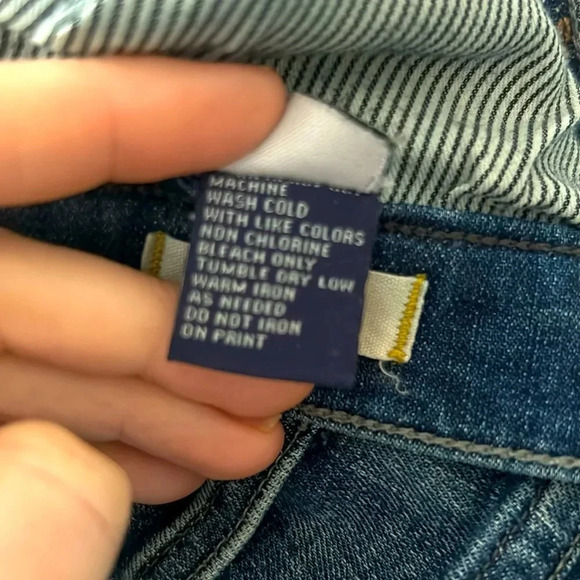 MACHINE
WASH COLD
WITH LIKE COLORS
NON CHLORINE
BLEACH ONLY
TUMBLE DRY LOW
WARM IRON
AS NEEDED
DO NOT IRON
ON PRINT